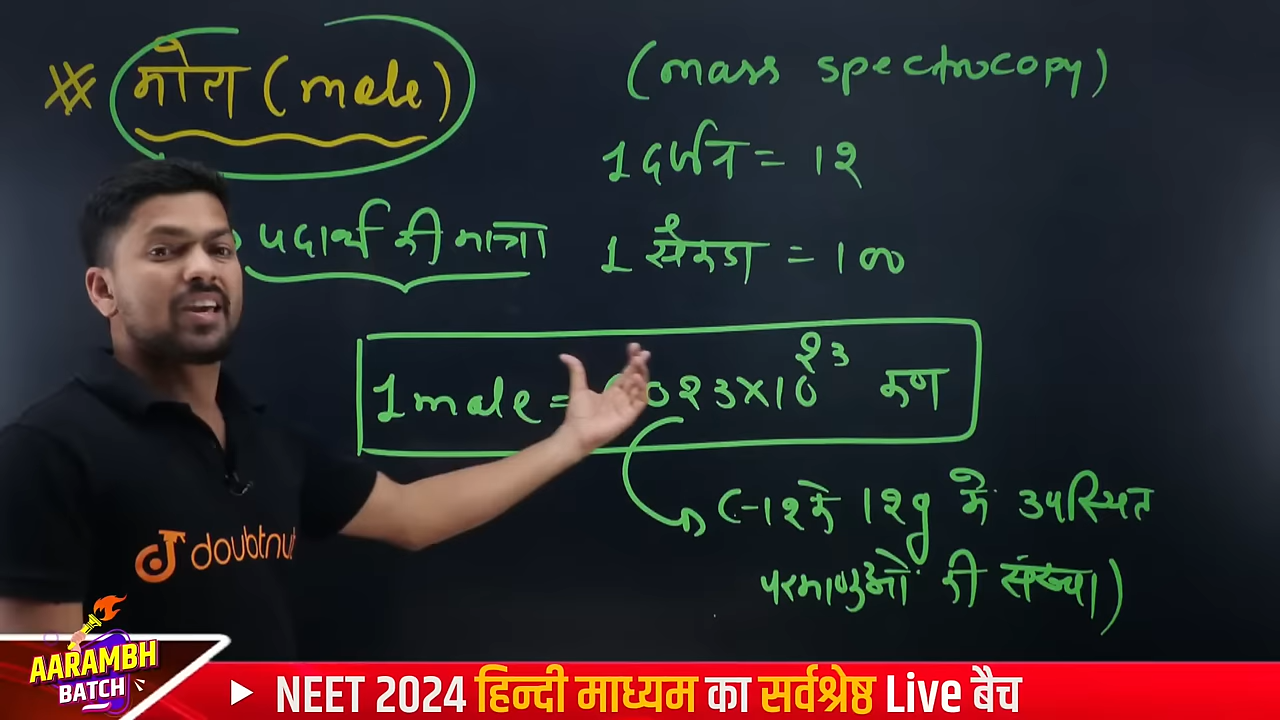 # मोल (mole)
(mass spectrocopy)
1 दर्जन = 12
पदार्थ की मात्रा
1 सैकड़ा = 100
1 mole = 023×10²³ कण
C-12 के 12g में उपस्थित
परमाणुओं की संख्या)
doubtnut
AARAMBH
BATCH
NEET 2024 हिन्दी माध्यम का सर्वश्रेष्ठ Live बैच